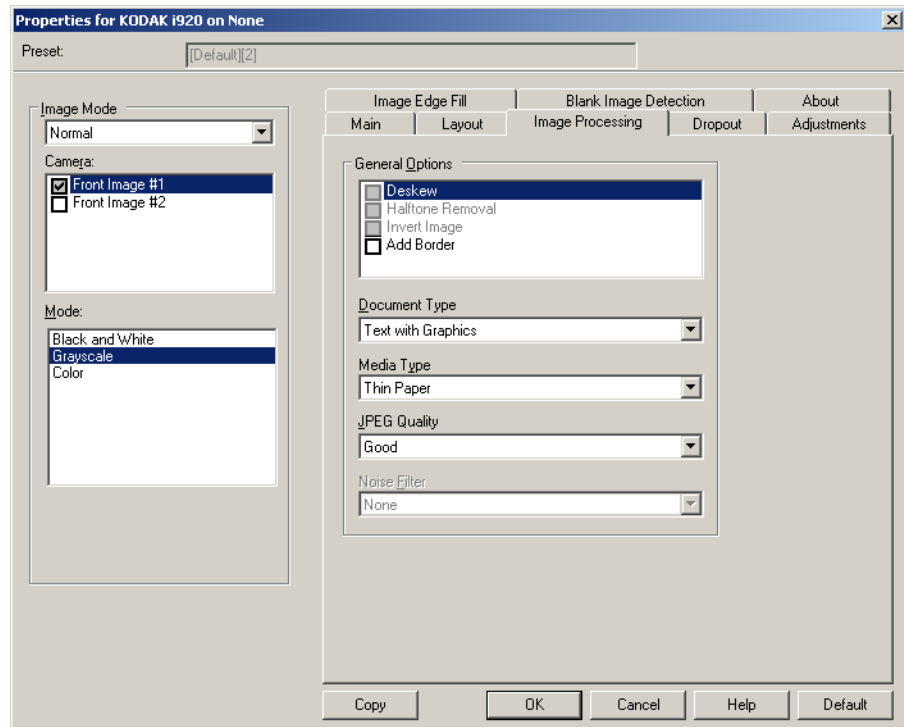 Properties for KODAK i920 on None
Preset:
[Default][2]
Image Mode
Normal
Camera:
Front Image #1
Front Image #2
Mode:
Black and White
Grayscale
Color
Image Edge Fill
Blank Image Detection
About
Main
Layout
Image Processing
Dropout
Adjustments
General Options
Deskew
Halftone Removal
Invert Image
Add Border
Document Type
Text with Graphics
Media Type
Thin Paper
JPEG Quality
Good
Noise Filter
None
Copy
OK
Cancel
Help
Default